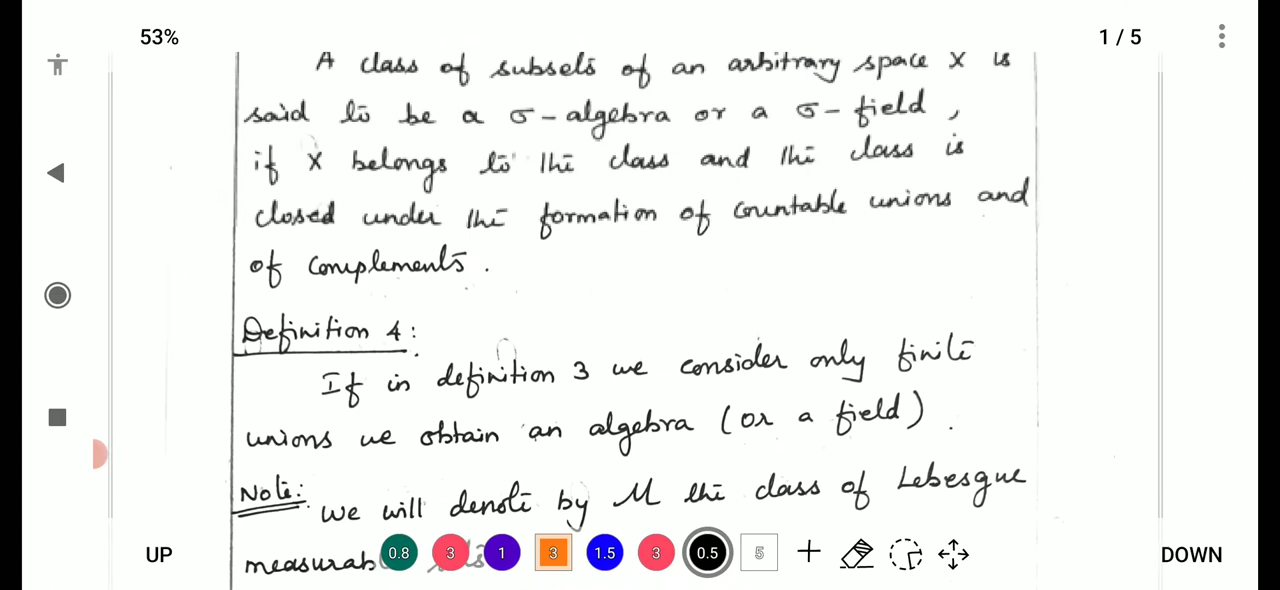 53%
1 / 5
A class of subsets of an arbitrary space X is
said to be a σ-algebra or a σ-field,
if X belongs to the class and the class is
closed under the formation of countable unions and
of complements.
Definition 4:
If in definition 3 we consider only finite
unions we obtain an algebra (or a field).
Note:
We will denote by M the class of Lebesgue
measurab
UP
0.8
3
1
3
1.5
3
0.5
5
DOWN